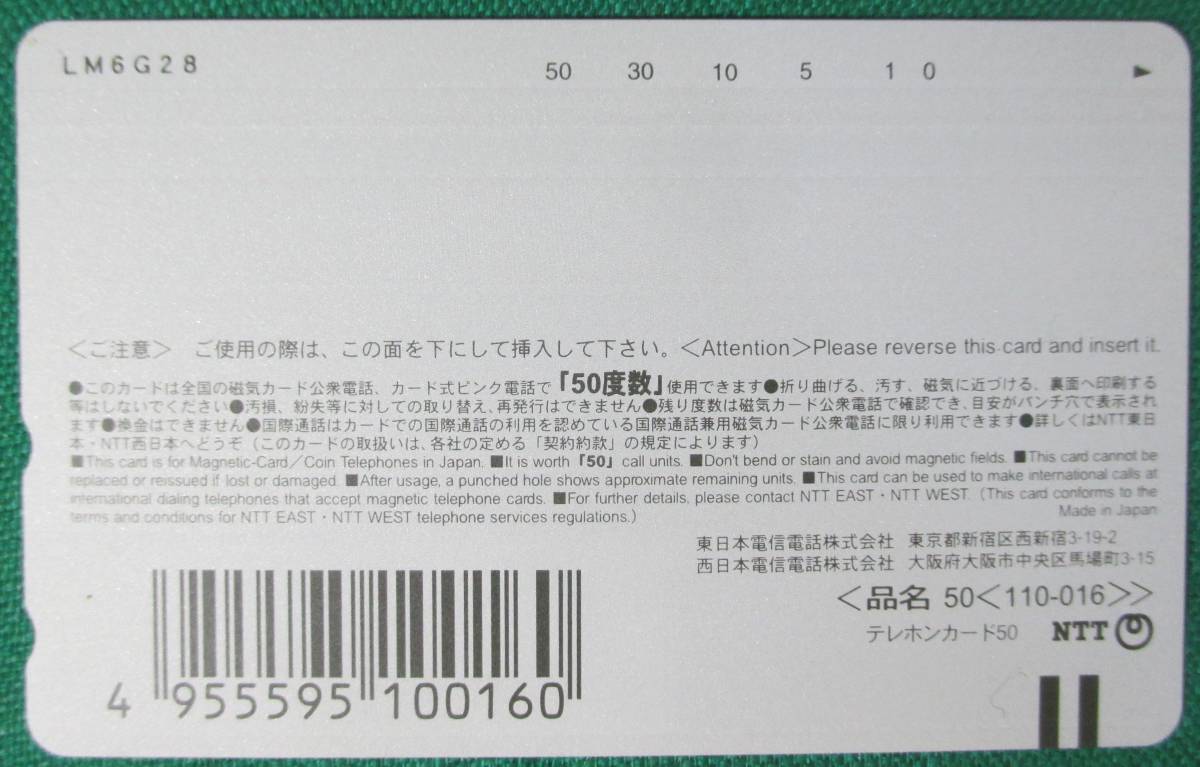 LM6G28
50 30 10 5 1 0 ▶
＜ご注意＞ ご使用の際は、この面を下にして挿入して下さい。＜Attention＞Please reverse this card and insert it.
●このカードは全国の磁気カード公衆電話、カード式ピンク電話で「50度数」使用できます●折り曲げる、汚す、磁気に近づける、裏面へ印刷する
等はしないでください●汚損、紛失等に対しての取り替え、再発行はできません●残り度数は磁気カード公衆電話で確認でき、目安がパンチ穴で表示され
ます●換金はできません●国際通話はカードでの国際通話の利用を認めている国際通話兼用磁気カード公衆電話に限り利用できます●詳しくはNTT東日
本・NTT西日本へどうぞ（このカードの取扱いは、各社の定める「契約約款」の規定によります）
■This card is for Magnetic-Card／Coin Telephones in Japan. ■It is worth「50」call units. ■Don't bend or stain and avoid magnetic fields. ■This card cannot be
replaced or reissued if lost or damaged. ■After usage, a punched hole shows approximate remaining units. ■This card can be used to make international calls at
international dialing telephones that accept magnetic telephone cards. ■For further details, please contact NTT EAST・NTT WEST.（This card conforms to the
terms and conditions for NTT EAST・NTT WEST telephone services regulations.）
Made in Japan
東日本電信電話株式会社 東京都新宿区西新宿3-19-2
西日本電信電話株式会社 大阪府大阪市中央区馬場町3-15
＜品名 50＜110-016＞＞
テレホンカード50 NTT
4 955595 100160